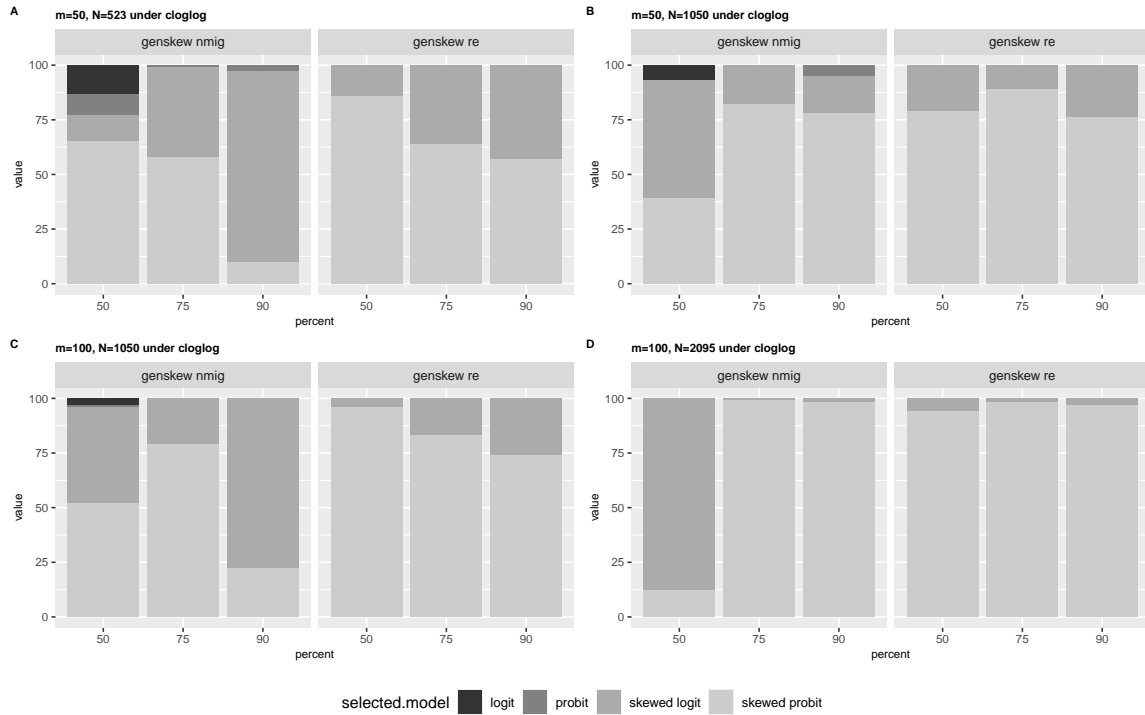 A
m=50, N=523 under cloglog
genskew nmig
genskew re
100
75
50
25
0
value
50
75
90
50
75
90
percent
B
m=50, N=1050 under cloglog
genskew nmig
genskew re
100
75
50
25
0
value
50
75
90
50
75
90
percent
C
m=100, N=1050 under cloglog
genskew nmig
genskew re
100
75
50
25
0
value
50
75
90
50
75
90
percent
D
m=100, N=2095 under cloglog
genskew nmig
genskew re
100
75
50
25
0
value
50
75
90
50
75
90
percent
selected.model logit probit skewed logit skewed probit